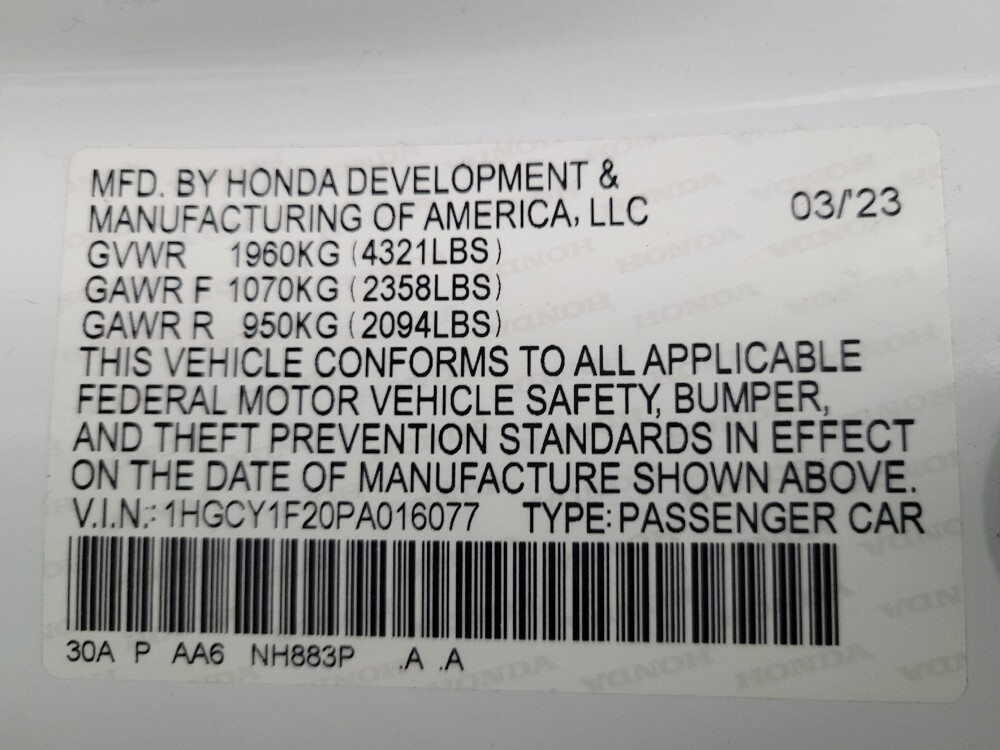 MFD. BY HONDA DEVELOPMENT &
MANUFACTURING OF AMERICA, LLC 03/'23
GVWR 1960KG (4321LBS)
GAWR F 1070KG (2358LBS)
GAWR R 950KG (2094LBS)
THIS VEHICLE CONFORMS TO ALL APPLICABLE
FEDERAL MOTOR VEHICLE SAFETY, BUMPER,
AND THEFT PREVENTION STANDARDS IN EFFECT
ON THE DATE OF MANUFACTURE SHOWN ABOVE.
V.I.N.: 1HGCY1F20PA016077 TYPE: PASSENGER CAR
30A P AA6 NH883P .A .A